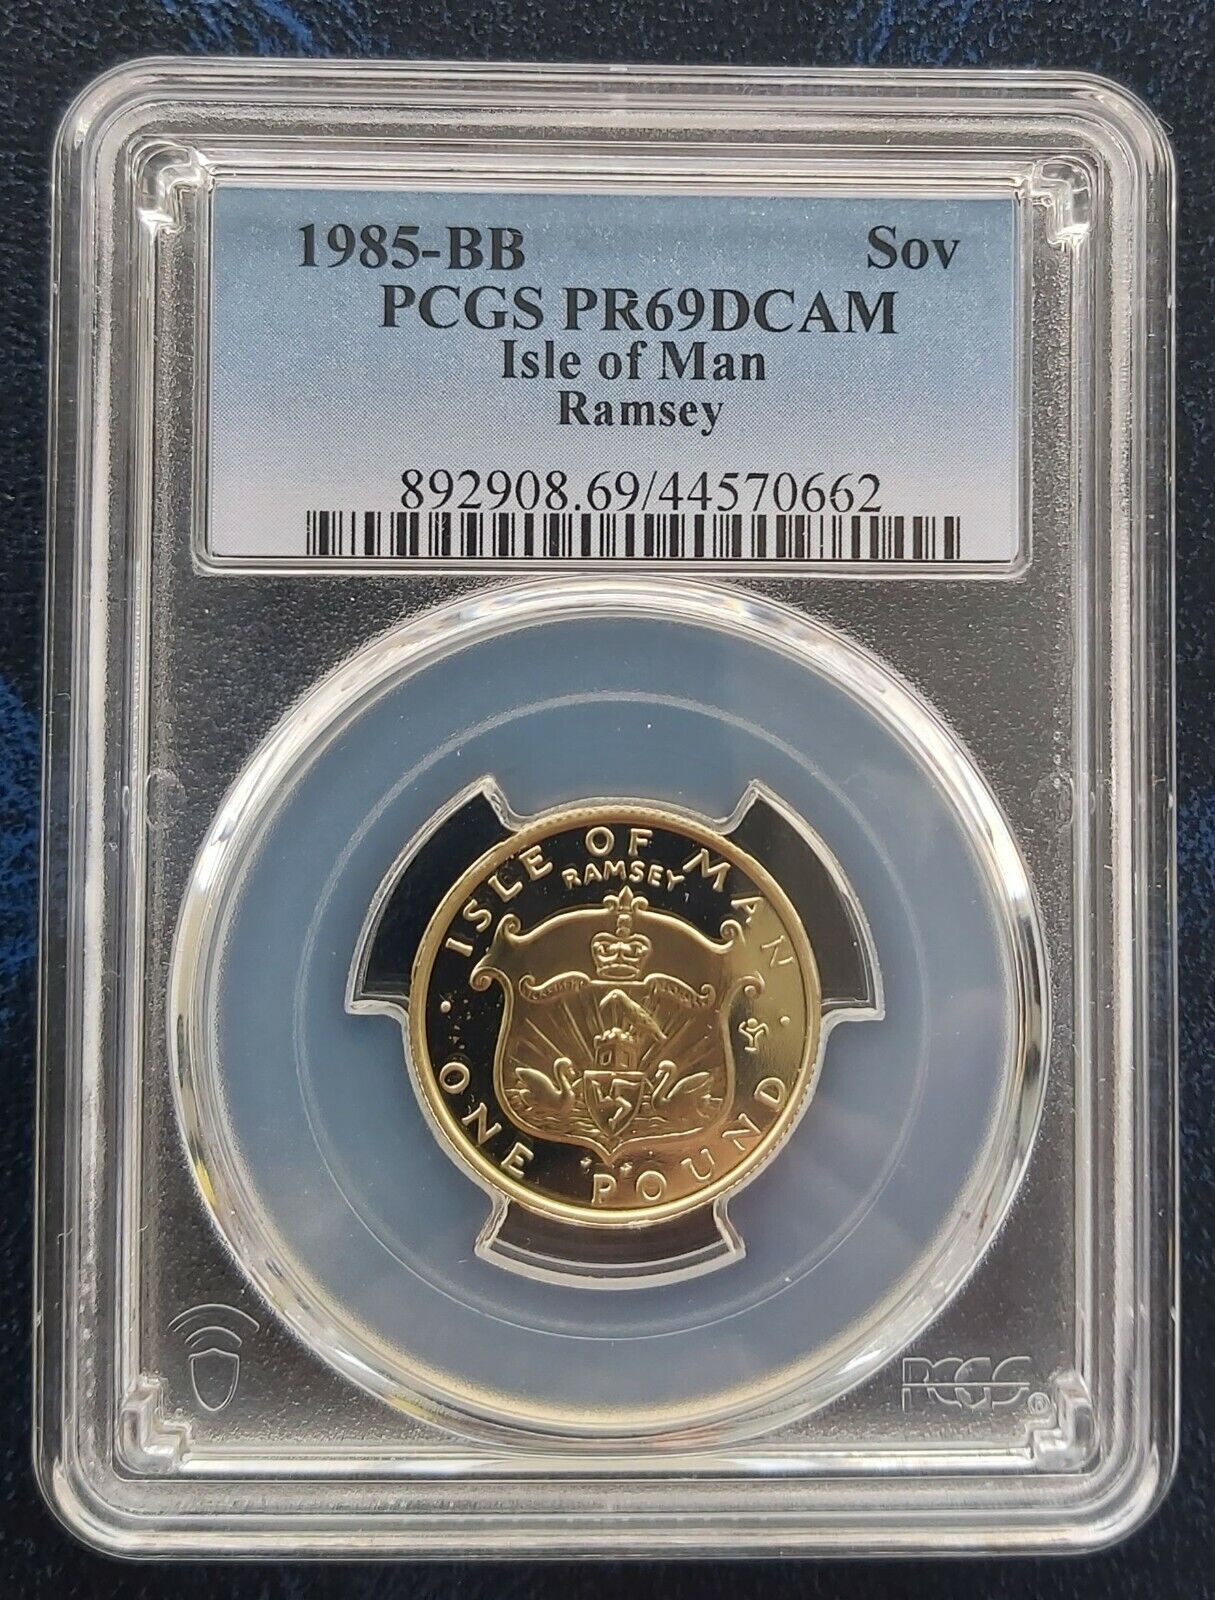 1985-BB Sov
PCGS PR69DCAM
Isle of Man
Ramsey
892908.69/44570662
ISLE OF MAN
RAMSEY
ONE POUND
PCGS®